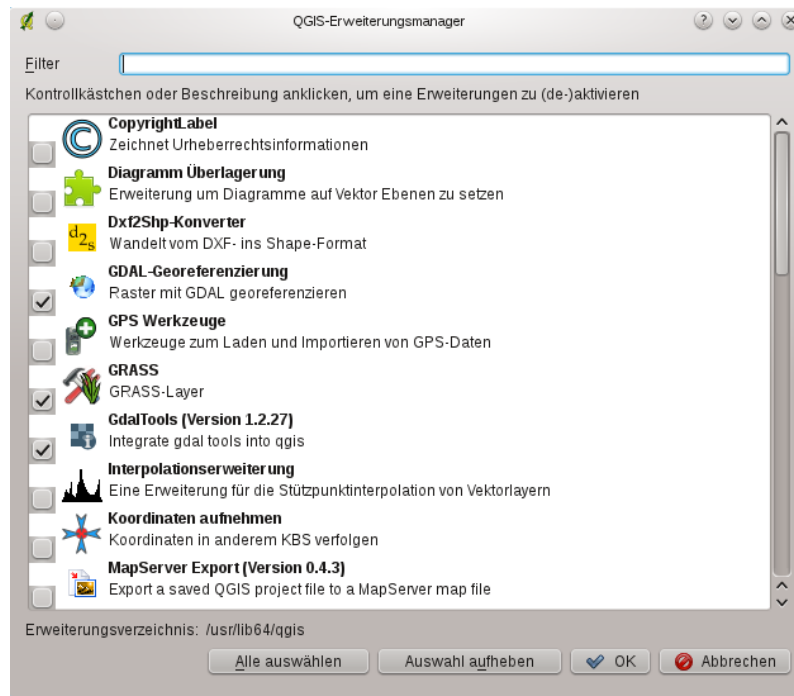 QGIS-Erweiterungsmanager
Filter
Kontrollkästchen oder Beschreibung anklicken, um eine Erweiterungen zu (de-)aktivieren
CopyrightLabel
Zeichnet Urheberrechtsinformationen
Diagramm Überlagerung
Erweiterung um Diagramme auf Vektor Ebenen zu setzen
d2s
Dxf2Shp-Konverter
Wandelt vom DXF- ins Shape-Format
GDAL-Georeferenzierung
Raster mit GDAL georeferenzieren
GPS Werkzeuge
Werkzeuge zum Laden und Importieren von GPS-Daten
GRASS
GRASS-Layer
GdalTools (Version 1.2.27)
Integrate gdal tools into qgis
Interpolationserweiterung
Eine Erweiterung für die Stützpunktinterpolation von Vektorlayern
Koordinaten aufnehmen
Koordinaten in anderem KBS verfolgen
MapServer Export (Version 0.4.3)
Export a saved QGIS project file to a MapServer map file
Erweiterungsverzeichnis: /usr/lib64/qgis
Alle auswählen Auswahl aufheben OK Abbrechen